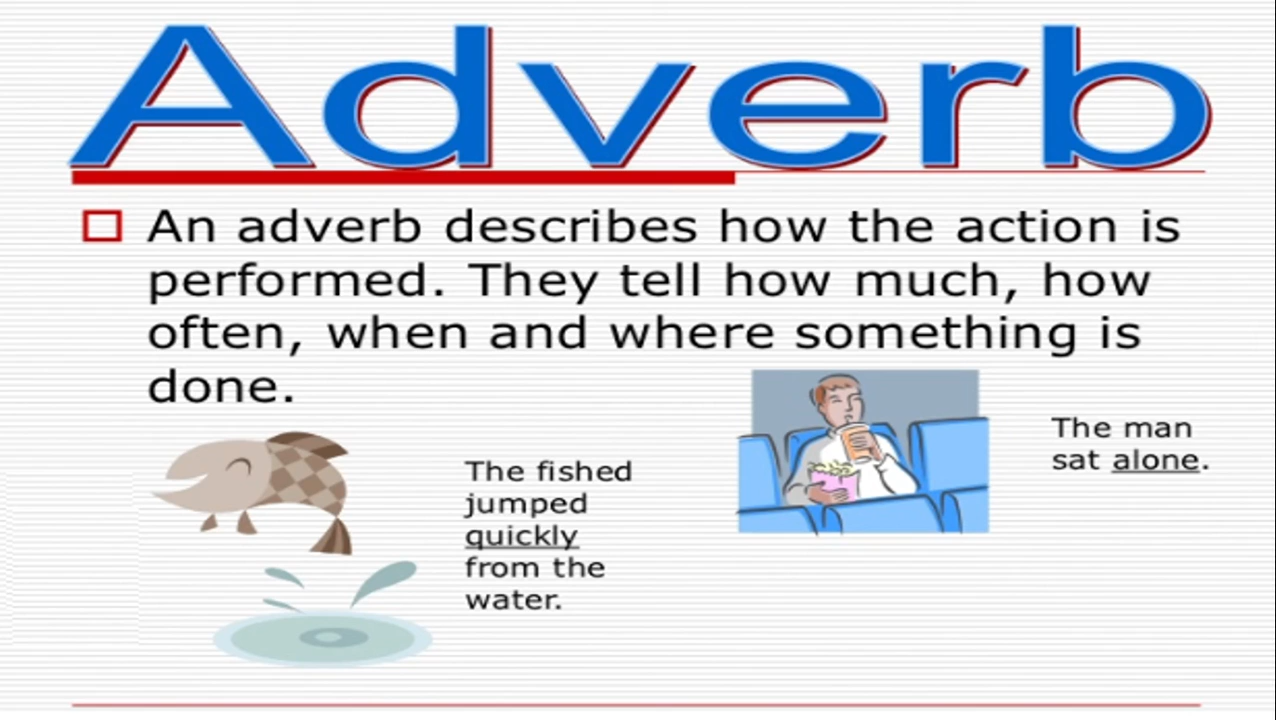 Adverb
An adverb describes how the action is
performed. They tell how much, how
often, when and where something is
done.
The fished
jumped
quickly
from the
water.
The man
sat alone.